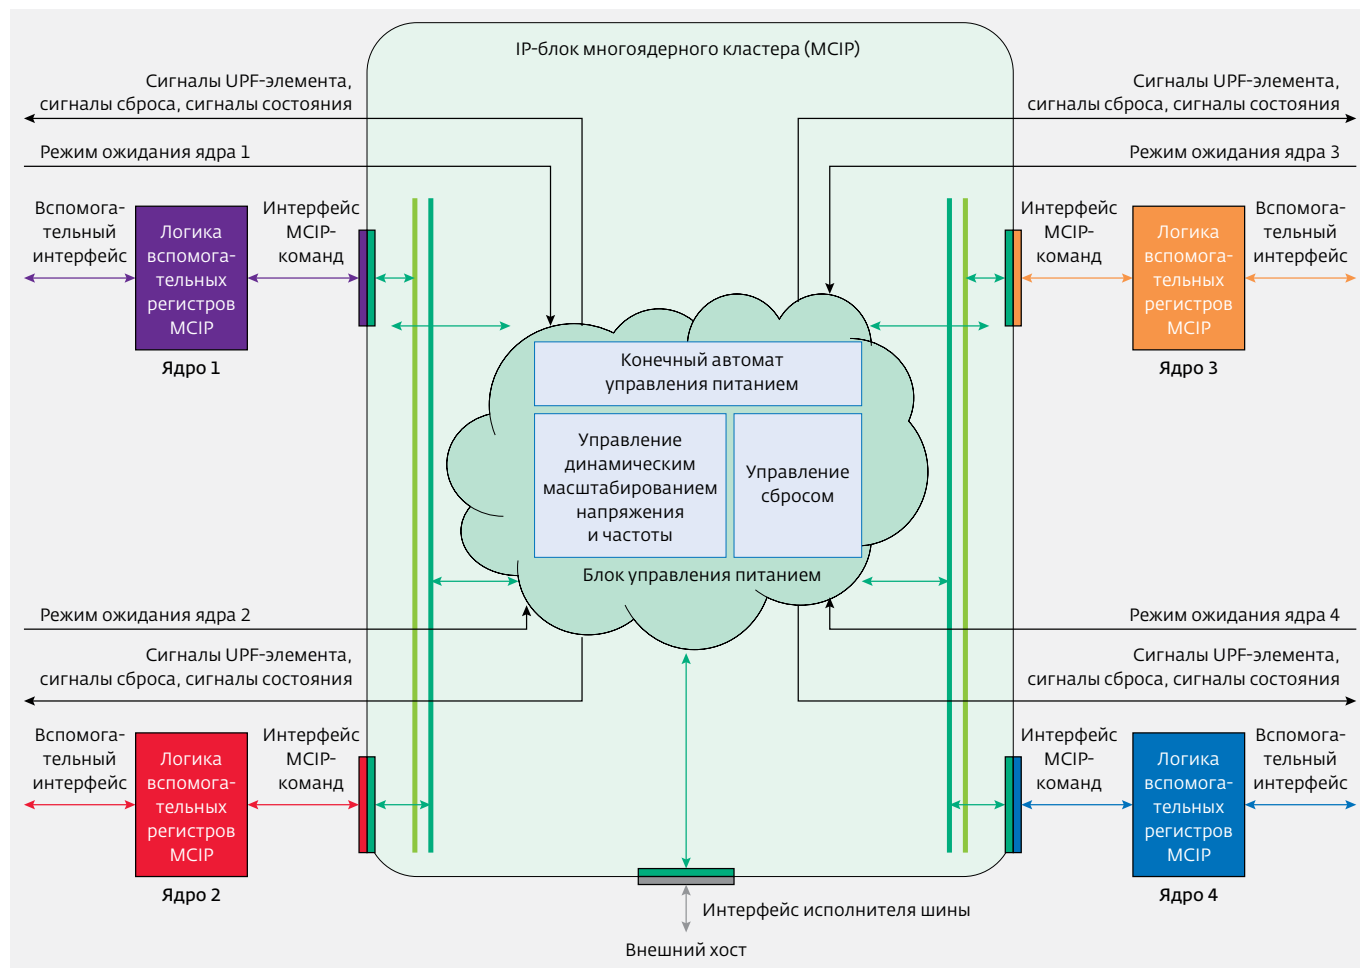 IP-блок многоядерного кластера (MCIP)
Сигналы UPF-элемента,
сигналы сброса, сигналы состояния
Режим ожидания ядра 1
Вспомога-
тельный
интерфейс
Логика
вспомога-
тельных
регистров
MCIP
Ядро 1
Интерфейс
MCIP-
команд
Сигналы UPF-элемента,
сигналы сброса, сигналы состояния
Режим ожидания ядра 3
Интерфейс
MCIP-
команд
Логика
вспомога-
тельных
регистров
MCIP
Ядро 3
Вспомога-
тельный
интерфейс
Конечный автомат
управления питанием
Управление
динамическим
масштабированием
напряжения
и частоты
Управление
сбросом
Блок управления питанием
Режим ожидания ядра 2
Сигналы UPF-элемента,
сигналы сброса, сигналы состояния
Вспомога-
тельный
интерфейс
Логика
вспомога-
тельных
регистров
MCIP
Ядро 2
Интерфейс
MCIP-
команд
Режим ожидания ядра 4
Сигналы UPF-элемента,
сигналы сброса, сигналы состояния
Интерфейс
MCIP-
команд
Логика
вспомога-
тельных
регистров
MCIP
Ядро 4
Вспомога-
тельный
интерфейс
Интерфейс исполнителя шины
Внешний хост